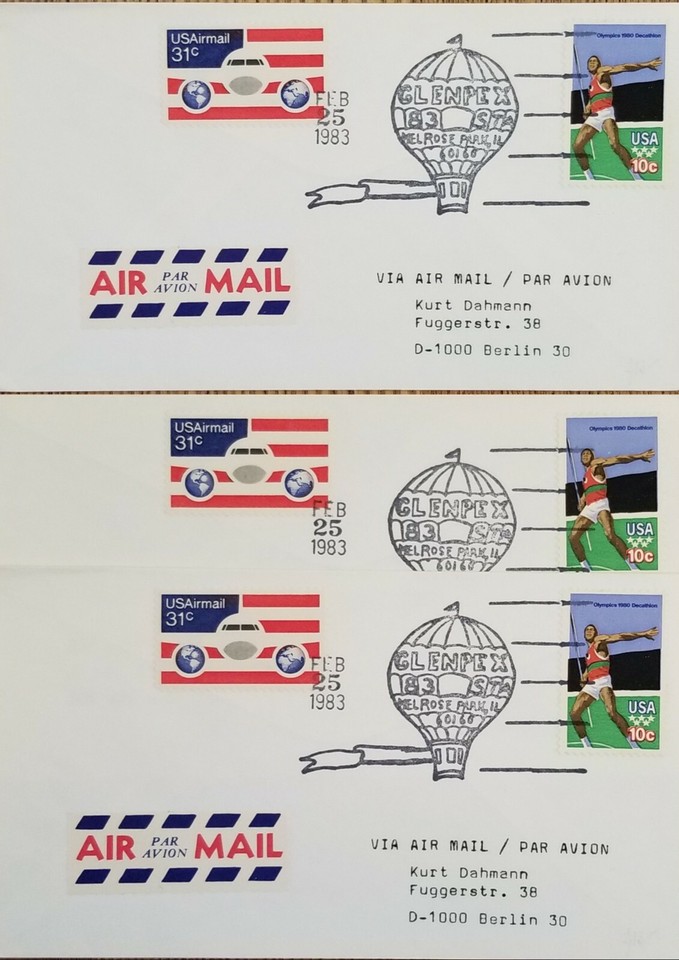 USAirmail
31c
FEB
25
1983
GLENPEX
83 STA
MELROSE PARK, IL
60160
Olympics 1980 Decathlon
USA
10c
AIR PAR AVION MAIL
VIA AIR MAIL / PAR AVION
Kurt Dahmann
Fuggerstr. 38
D-1000 Berlin 30
USAirmail
31c
FEB
25
1983
GLENPEX
83 STA
MELROSE PARK, IL
60160
Olympics 1980 Decathlon
USA
10c
USAirmail
31c
FEB
25
1983
GLENPEX
83 STA
MELROSE PARK, IL
60160
Olympics 1980 Decathlon
USA
10c
AIR PAR AVION MAIL
VIA AIR MAIL / PAR AVION
Kurt Dahmann
Fuggerstr. 38
D-1000 Berlin 30